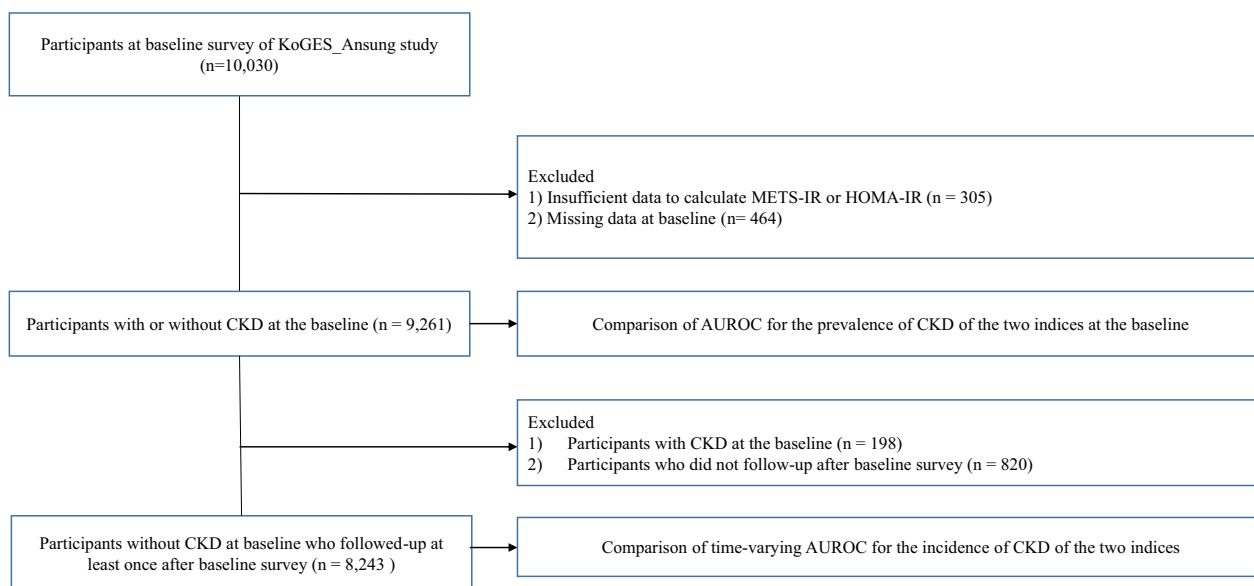 Participants at baseline survey of KoGES_Ansung study
(n=10,030)
Excluded
1) Insufficient data to calculate METS-IR or HOMA-IR (n = 305)
2) Missing data at baseline (n= 464)
Participants with or without CKD at the baseline (n = 9,261)
Comparison of AUROC for the prevalence of CKD of the two indices at the baseline
Excluded
1) Participants with CKD at the baseline (n = 198)
2) Participants who did not follow-up after baseline survey (n = 820)
Participants without CKD at baseline who followed-up at
least once after baseline survey (n = 8,243 )
Comparison of time-varying AUROC for the incidence of CKD of the two indices